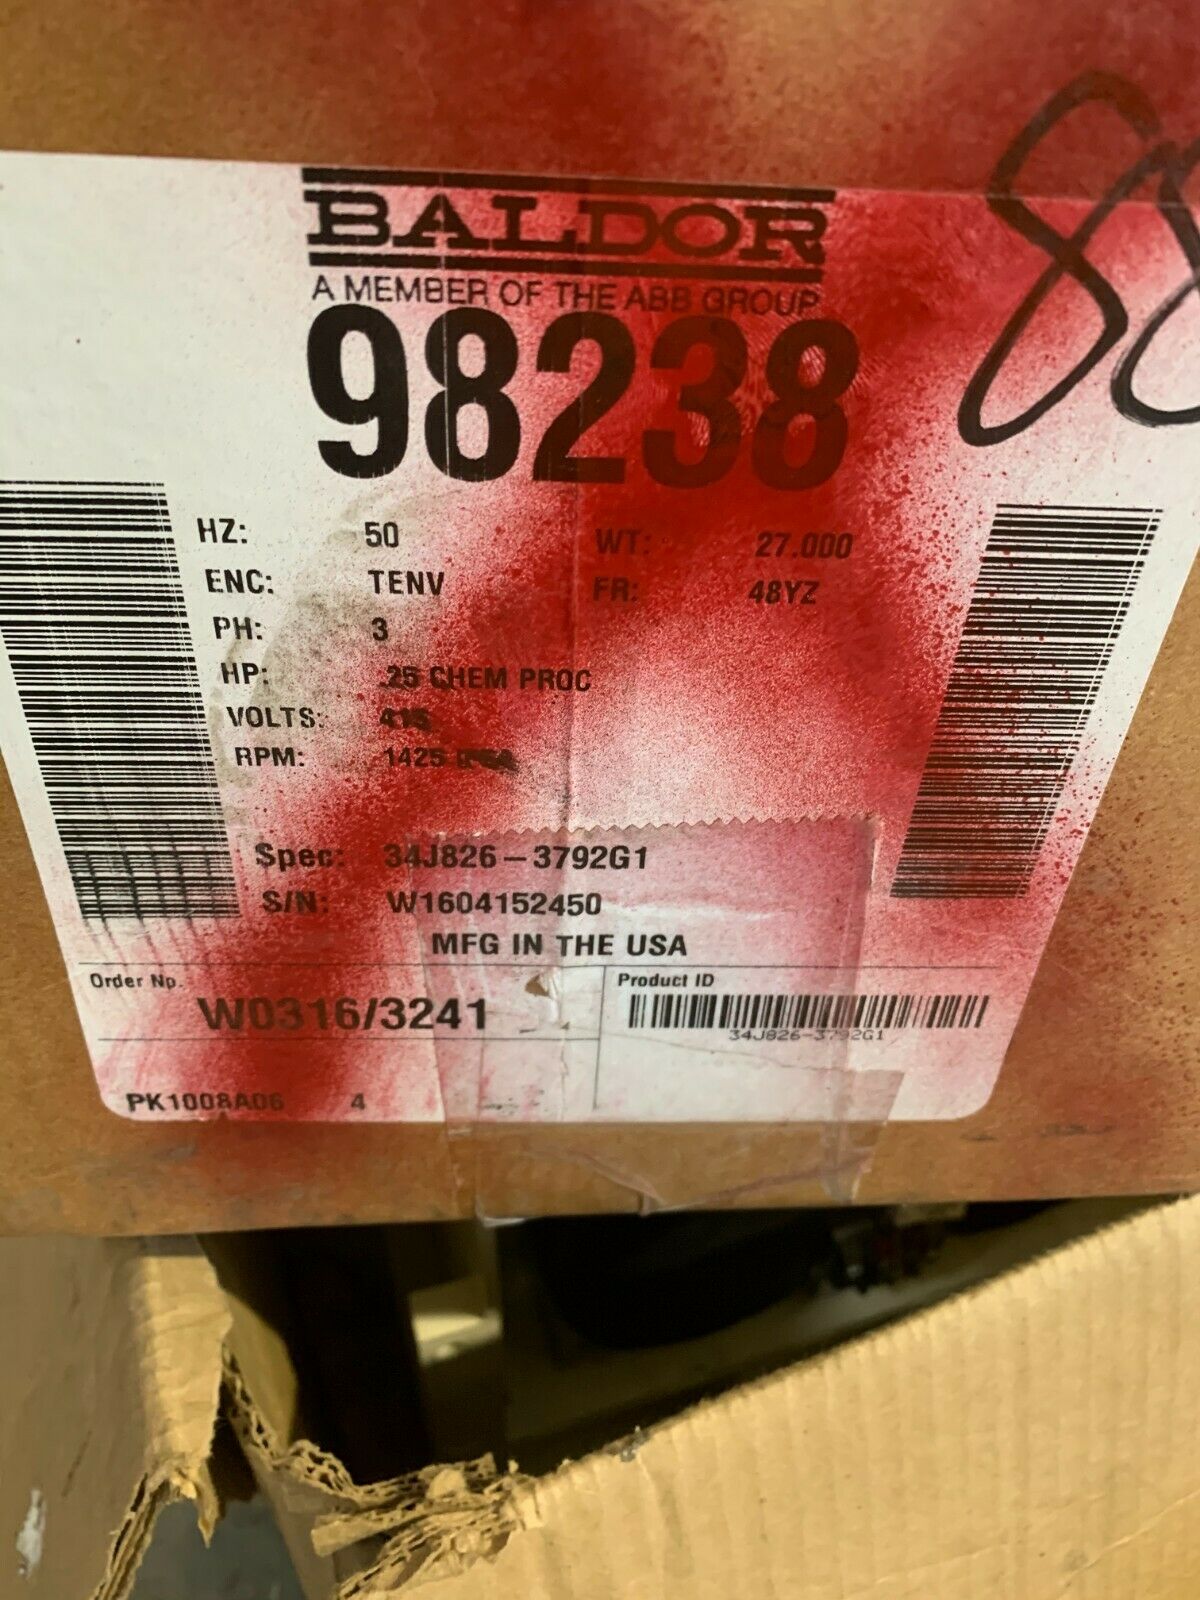 BALDOR
A MEMBER OF THE ABB GROUP
98238
88
HZ: 50 WT: 27.000
ENC: TENV FR: 48YZ
PH: 3
HP: .25 CHEM PROC
VOLTS: 415
RPM: 1425
Spec: 34J826-3792G1
S/N: W1604152450
MFG IN THE USA
Order No. Product ID
W0316/3241
34J826-3792G1
PK1008A06 4